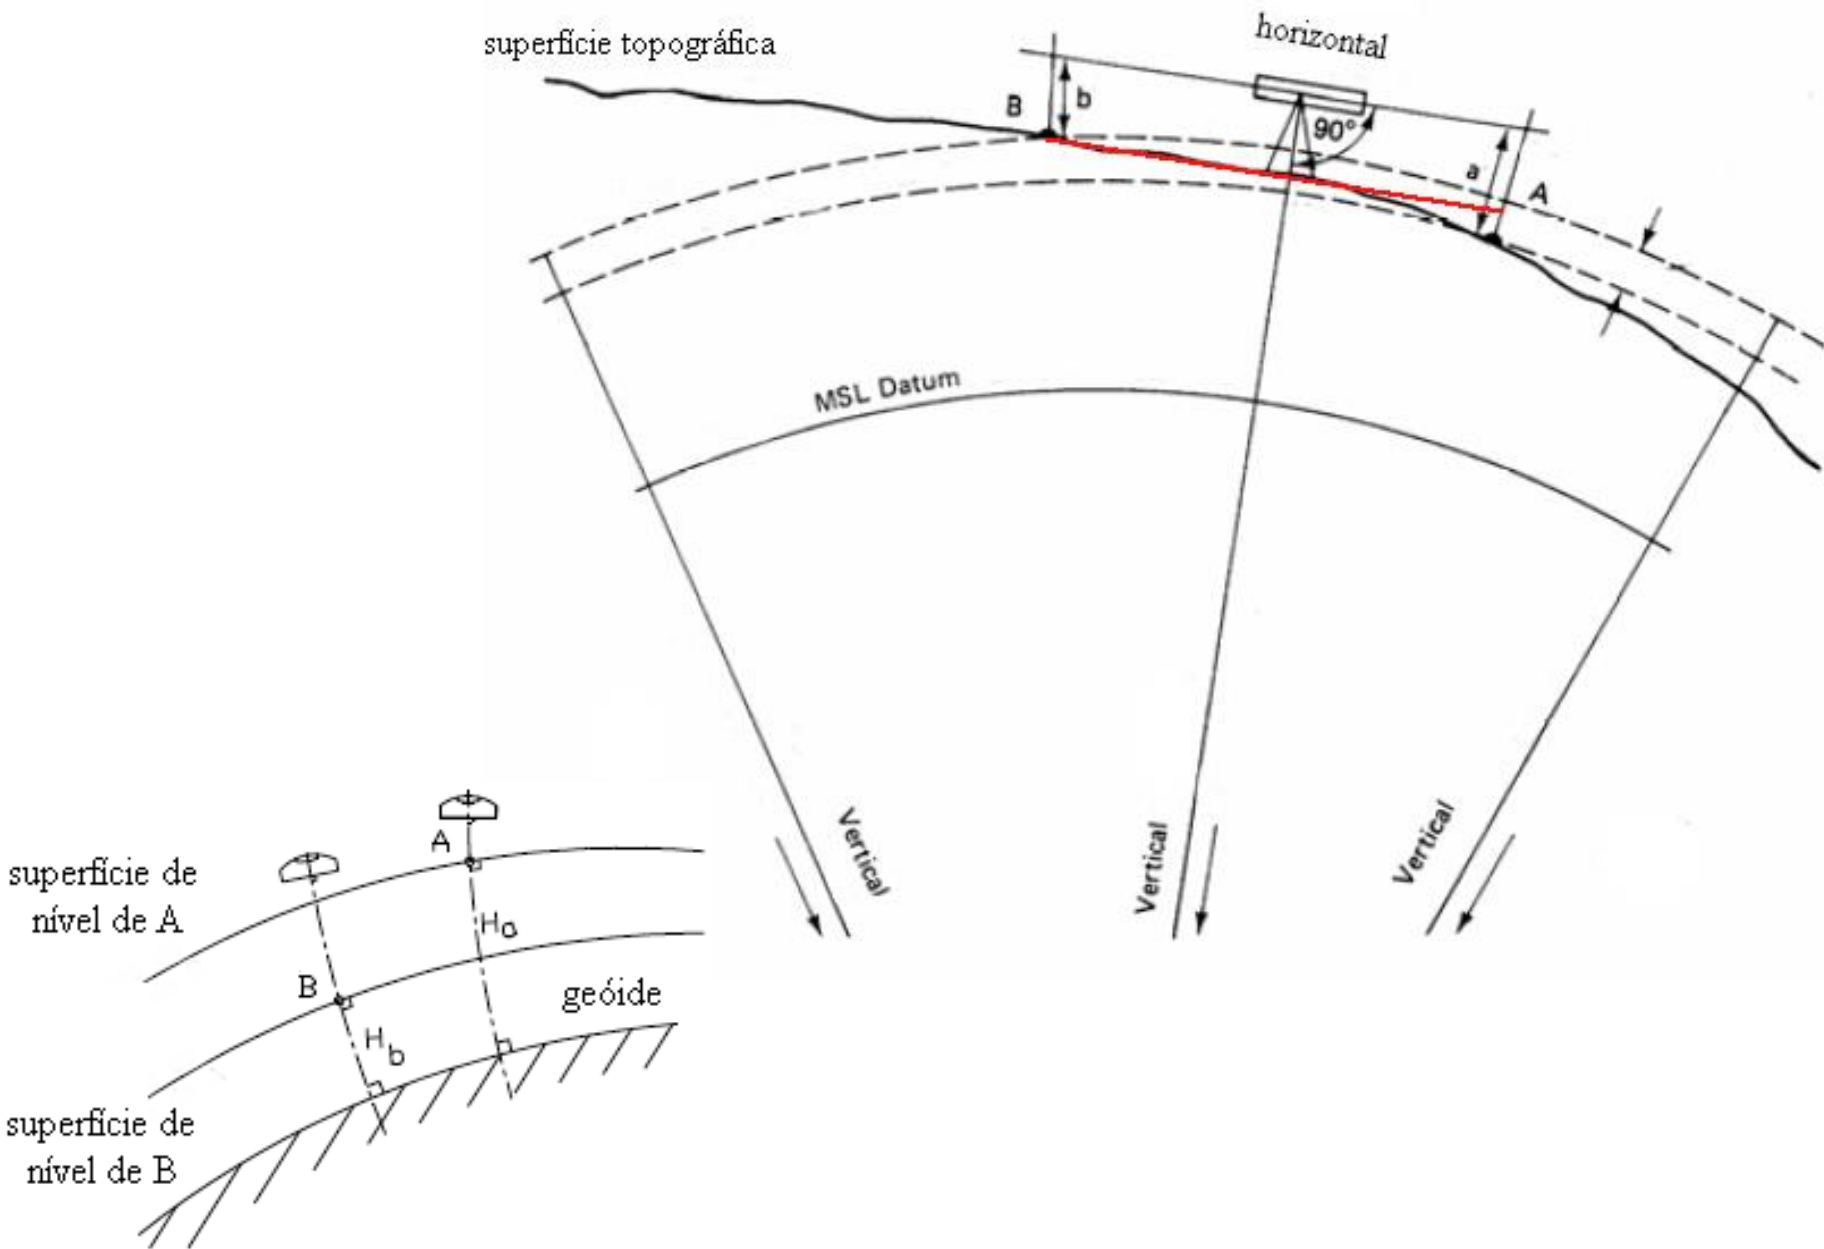 superfície topográfica
horizontal
B
b
90°
a
A
MSL Datum
Vertical
Vertical
Vertical
A
superfície de
nível de A
Ha
B
geóide
Hb
superfície de
nível de B